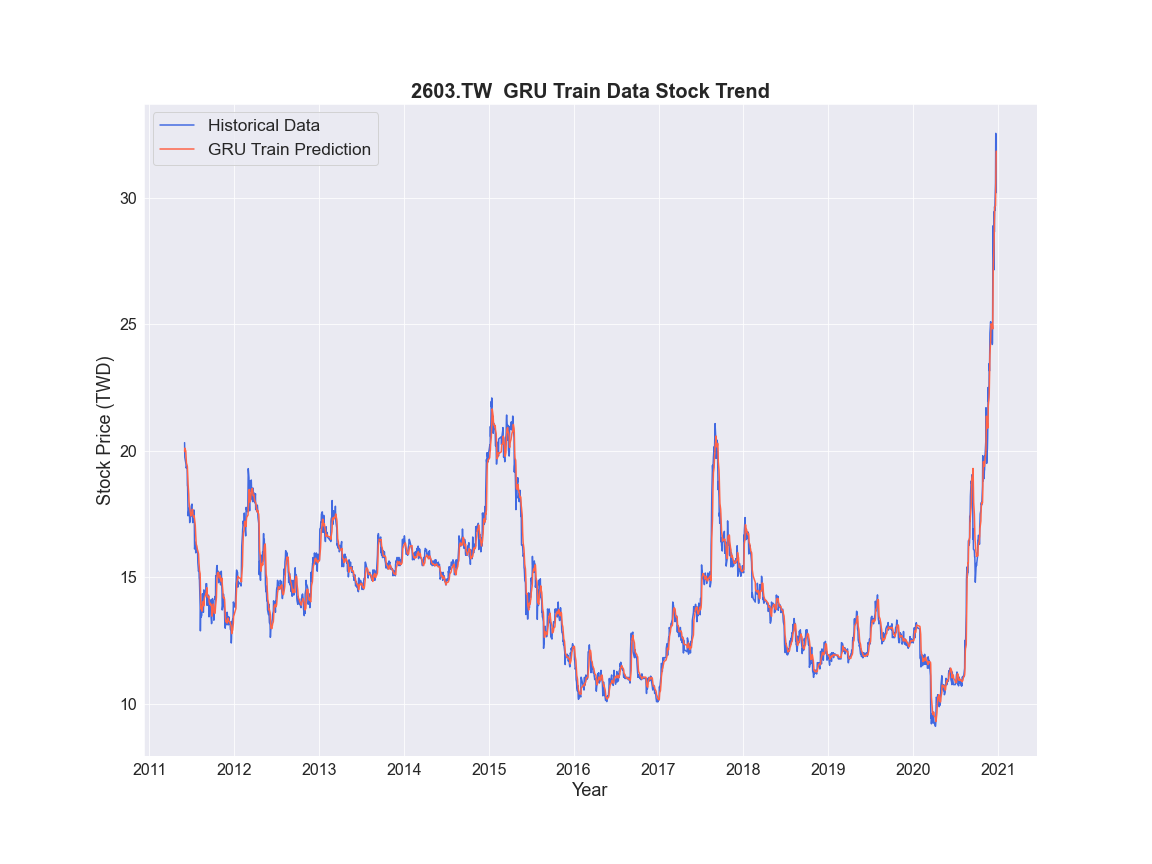 2603.TW  GRU Train Data Stock Trend
Historical Data
GRU Train Prediction
30
25
20
15
10
Stock Price (TWD)
2011 2012 2013 2014 2015 2016 2017 2018 2019 2020 2021
Year